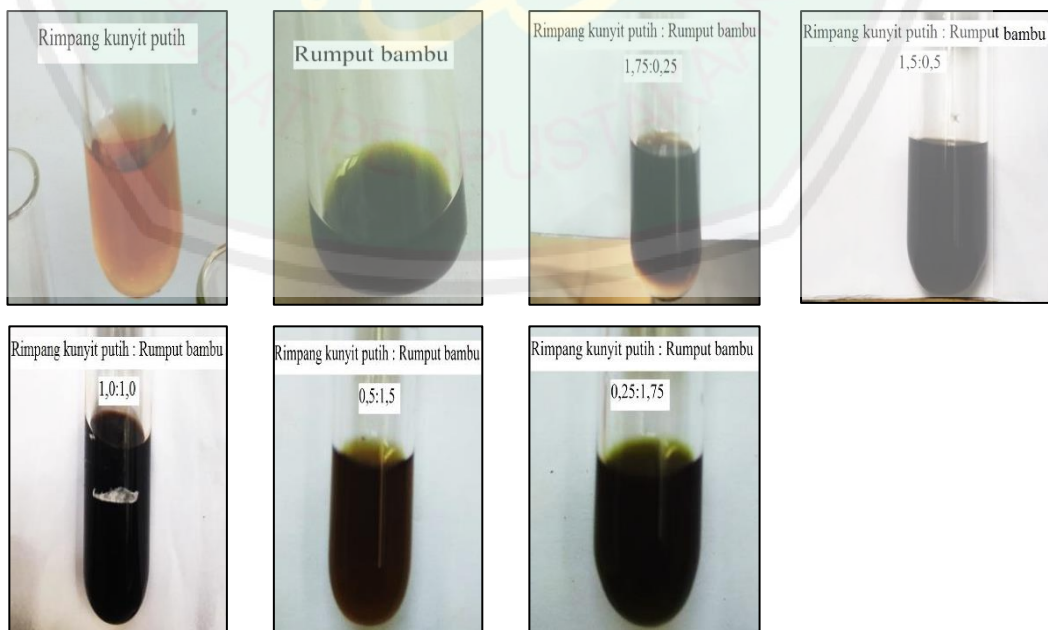 Rimpang kunyit putih
Rumput bambu
Rimpang kunyit putih : Rumput bambu
1,75:0,25
Rimpang kunyit putih : Rumput bambu
1,5:0,5
Rimpang kunyit putih : Rumput bambu
1,0:1,0
Rimpang kunyit putih : Rumput bambu
0,5:1,5
Rimpang kunyit putih : Rumput bambu
0,25:1,75